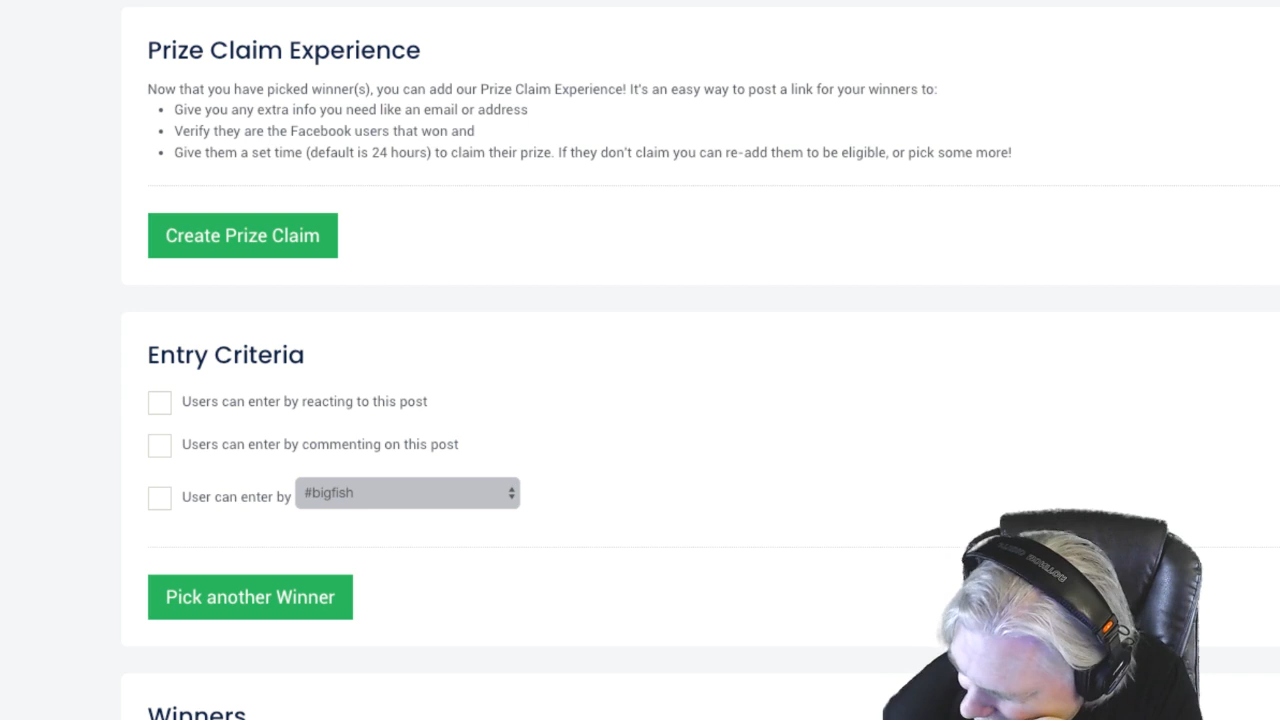 Prize Claim Experience
Now that you have picked winner(s), you can add our Prize Claim Experience! It's an easy way to post a link for your winners to:
• Give you any extra info you need like an email or address
• Verify they are the Facebook users that won and
• Give them a set time (default is 24 hours) to claim their prize. If they don't claim you can re-add them to be eligible, or pick some more!
Create Prize Claim
Entry Criteria
Users can enter by reacting to this post
Users can enter by commenting on this post
User can enter by #bigfish
Pick another Winner
Winners